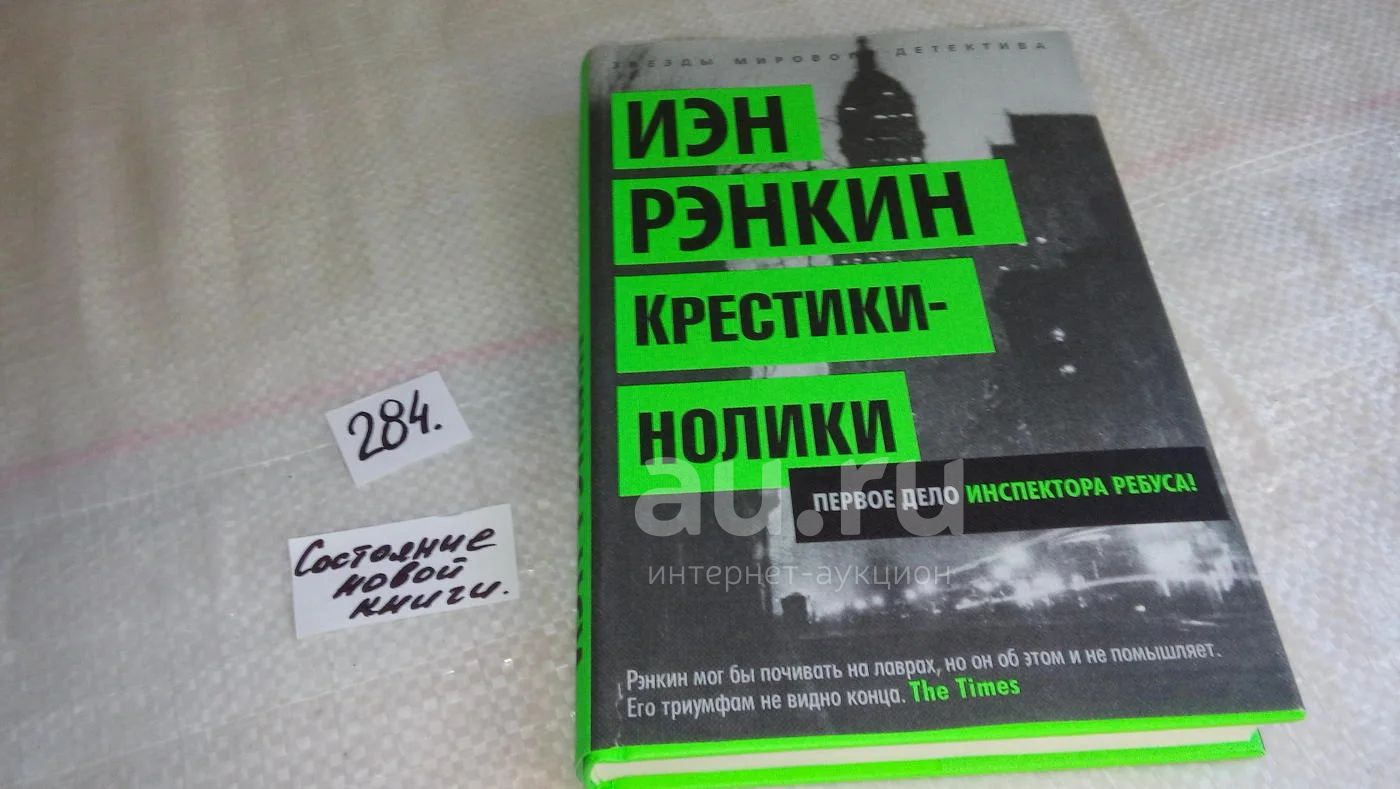 ЗВЕЗДЫ МИРОВОГО ДЕТЕКТИВА
ИЭН
РЭНКИН
КРЕСТИКИ-
НОЛИКИ
ПЕРВОЕ ДЕЛО ИНСПЕКТОРА РЕБУСА!
au.ru
интернет-аукцион
Рэнкин мог бы почивать на лаврах, но он об этом и не помышляет.
Его триумфам не видно конца. The Times
284.
Состояние
новой
книги.